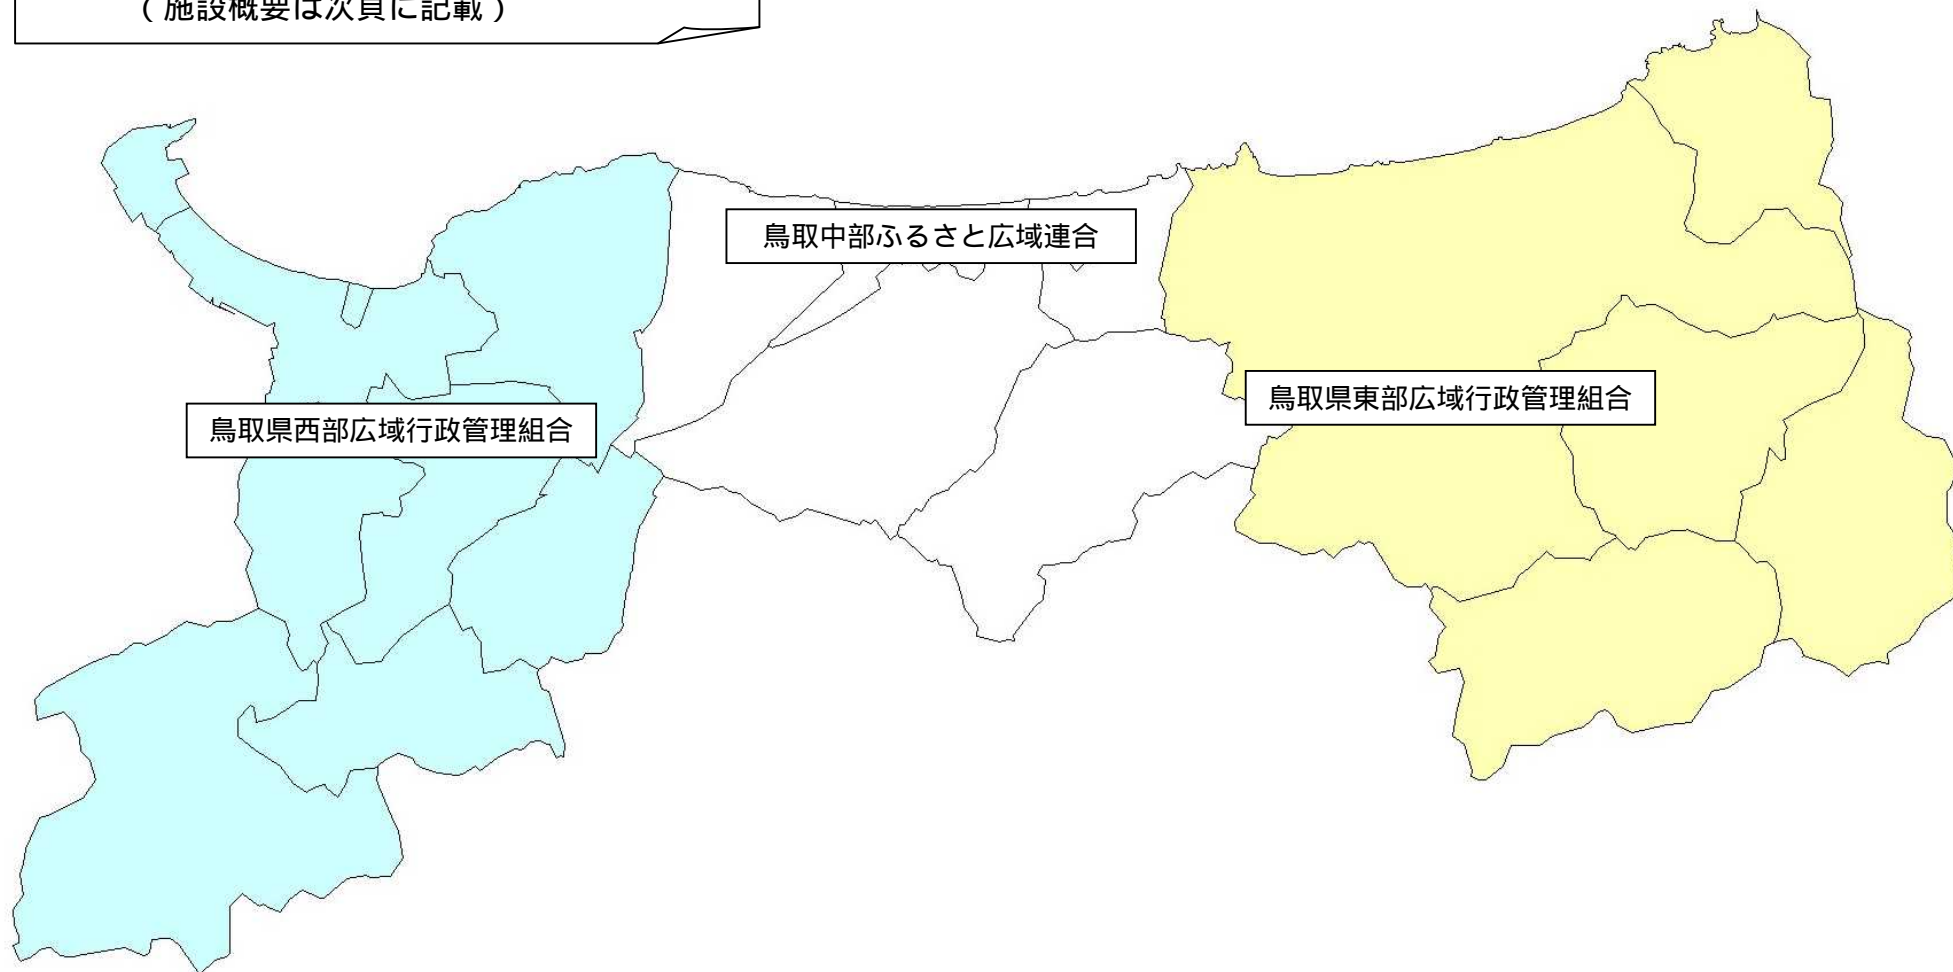 （施設概要は次頁に記載）
鳥取中部ふるさと広域連合
鳥取県東部広域行政管理組合
鳥取県西部広域行政管理組合